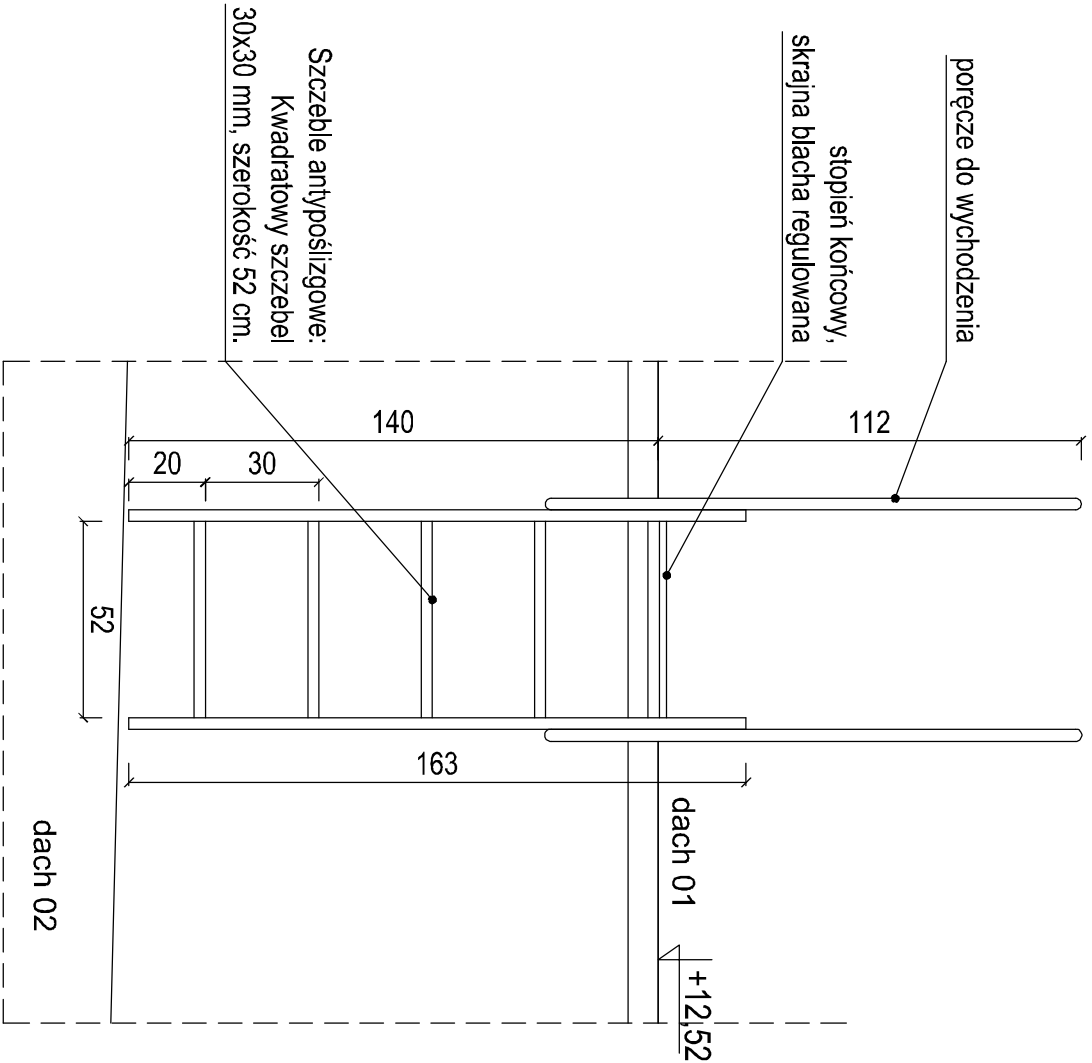 poręcze do wychodzenia
stopień końcowy,
skrajna blacha regulowana
Szczeble antypoślizgowe:
Kwadratowy szczebel
30x30 mm, szerokość 52 cm.
112
140
30
20
52
163
dach 01
+12,52
dach 02